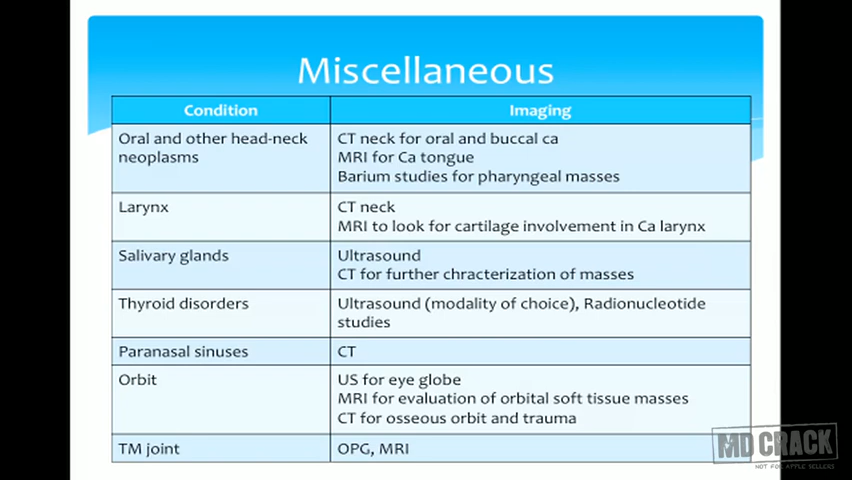 Miscellaneous
Condition
Imaging
Oral and other head-neck
neoplasms
CT neck for oral and buccal ca
MRI for Ca tongue
Barium studies for pharyngeal masses
Larynx
CT neck
MRI to look for cartilage involvement in Ca larynx
Salivary glands
Ultrasound
CT for further chracterization of masses
Thyroid disorders
Ultrasound (modality of choice), Radionucleotide
studies
Paranasal sinuses
CT
Orbit
US for eye globe
MRI for evaluation of orbital soft tissue masses
CT for osseous orbit and trauma
TM joint
OPG, MRI
MD CRACK
NOT FOR APPLE SELLERS